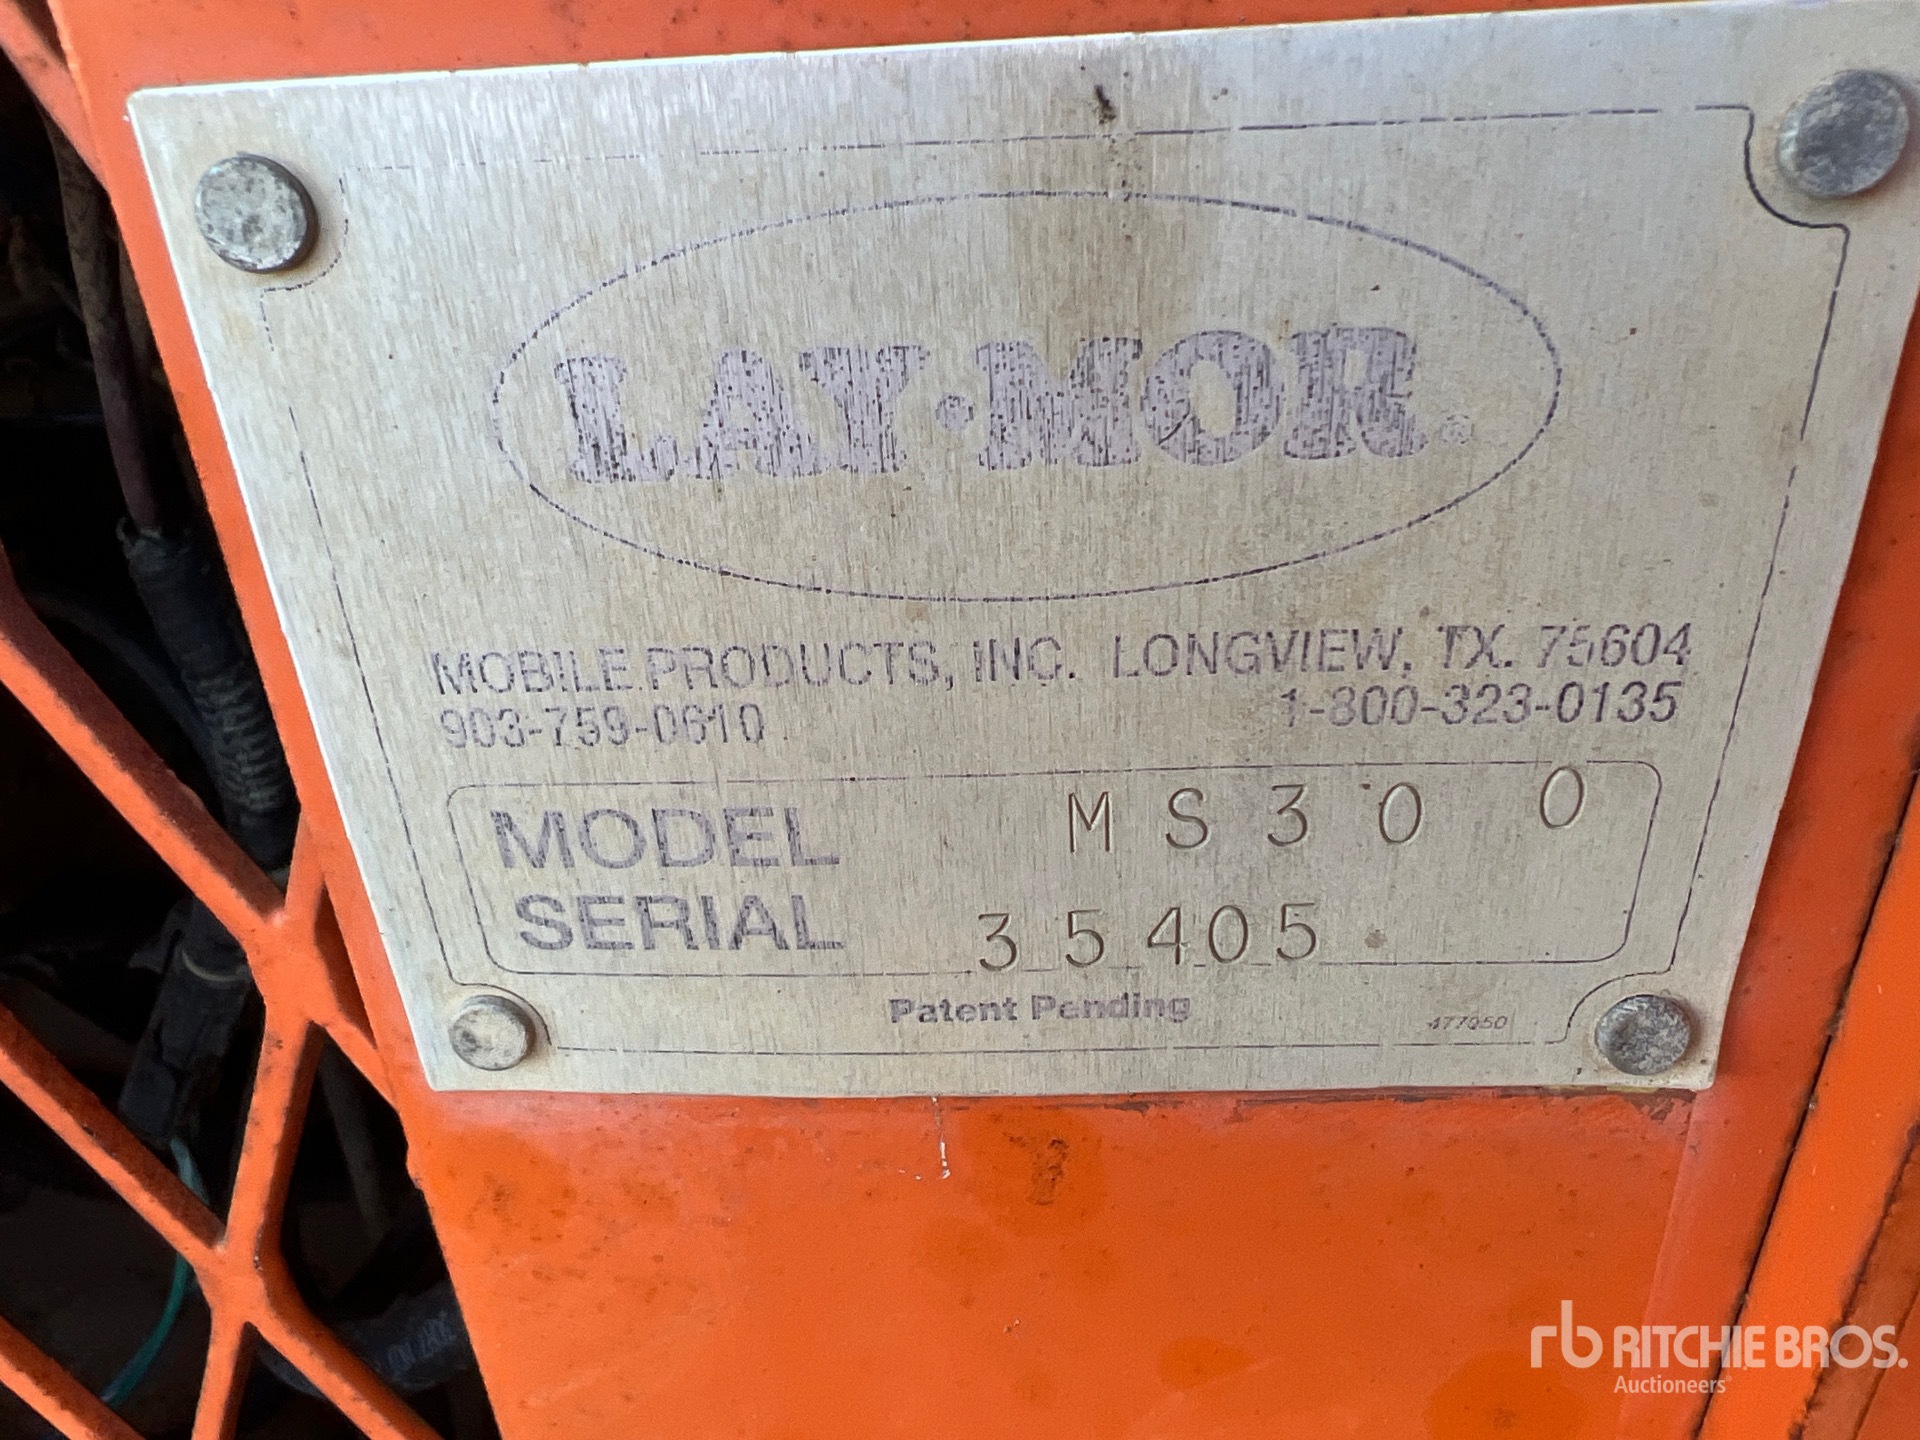 LAY·MOR®
MOBILE PRODUCTS, INC. LONGVIEW, TX. 75604
903-759-0610 1-800-323-0135
MODEL MS300
SERIAL 35405
Patent Pending 477050
rb RITCHIE BROS.
Auctioneers